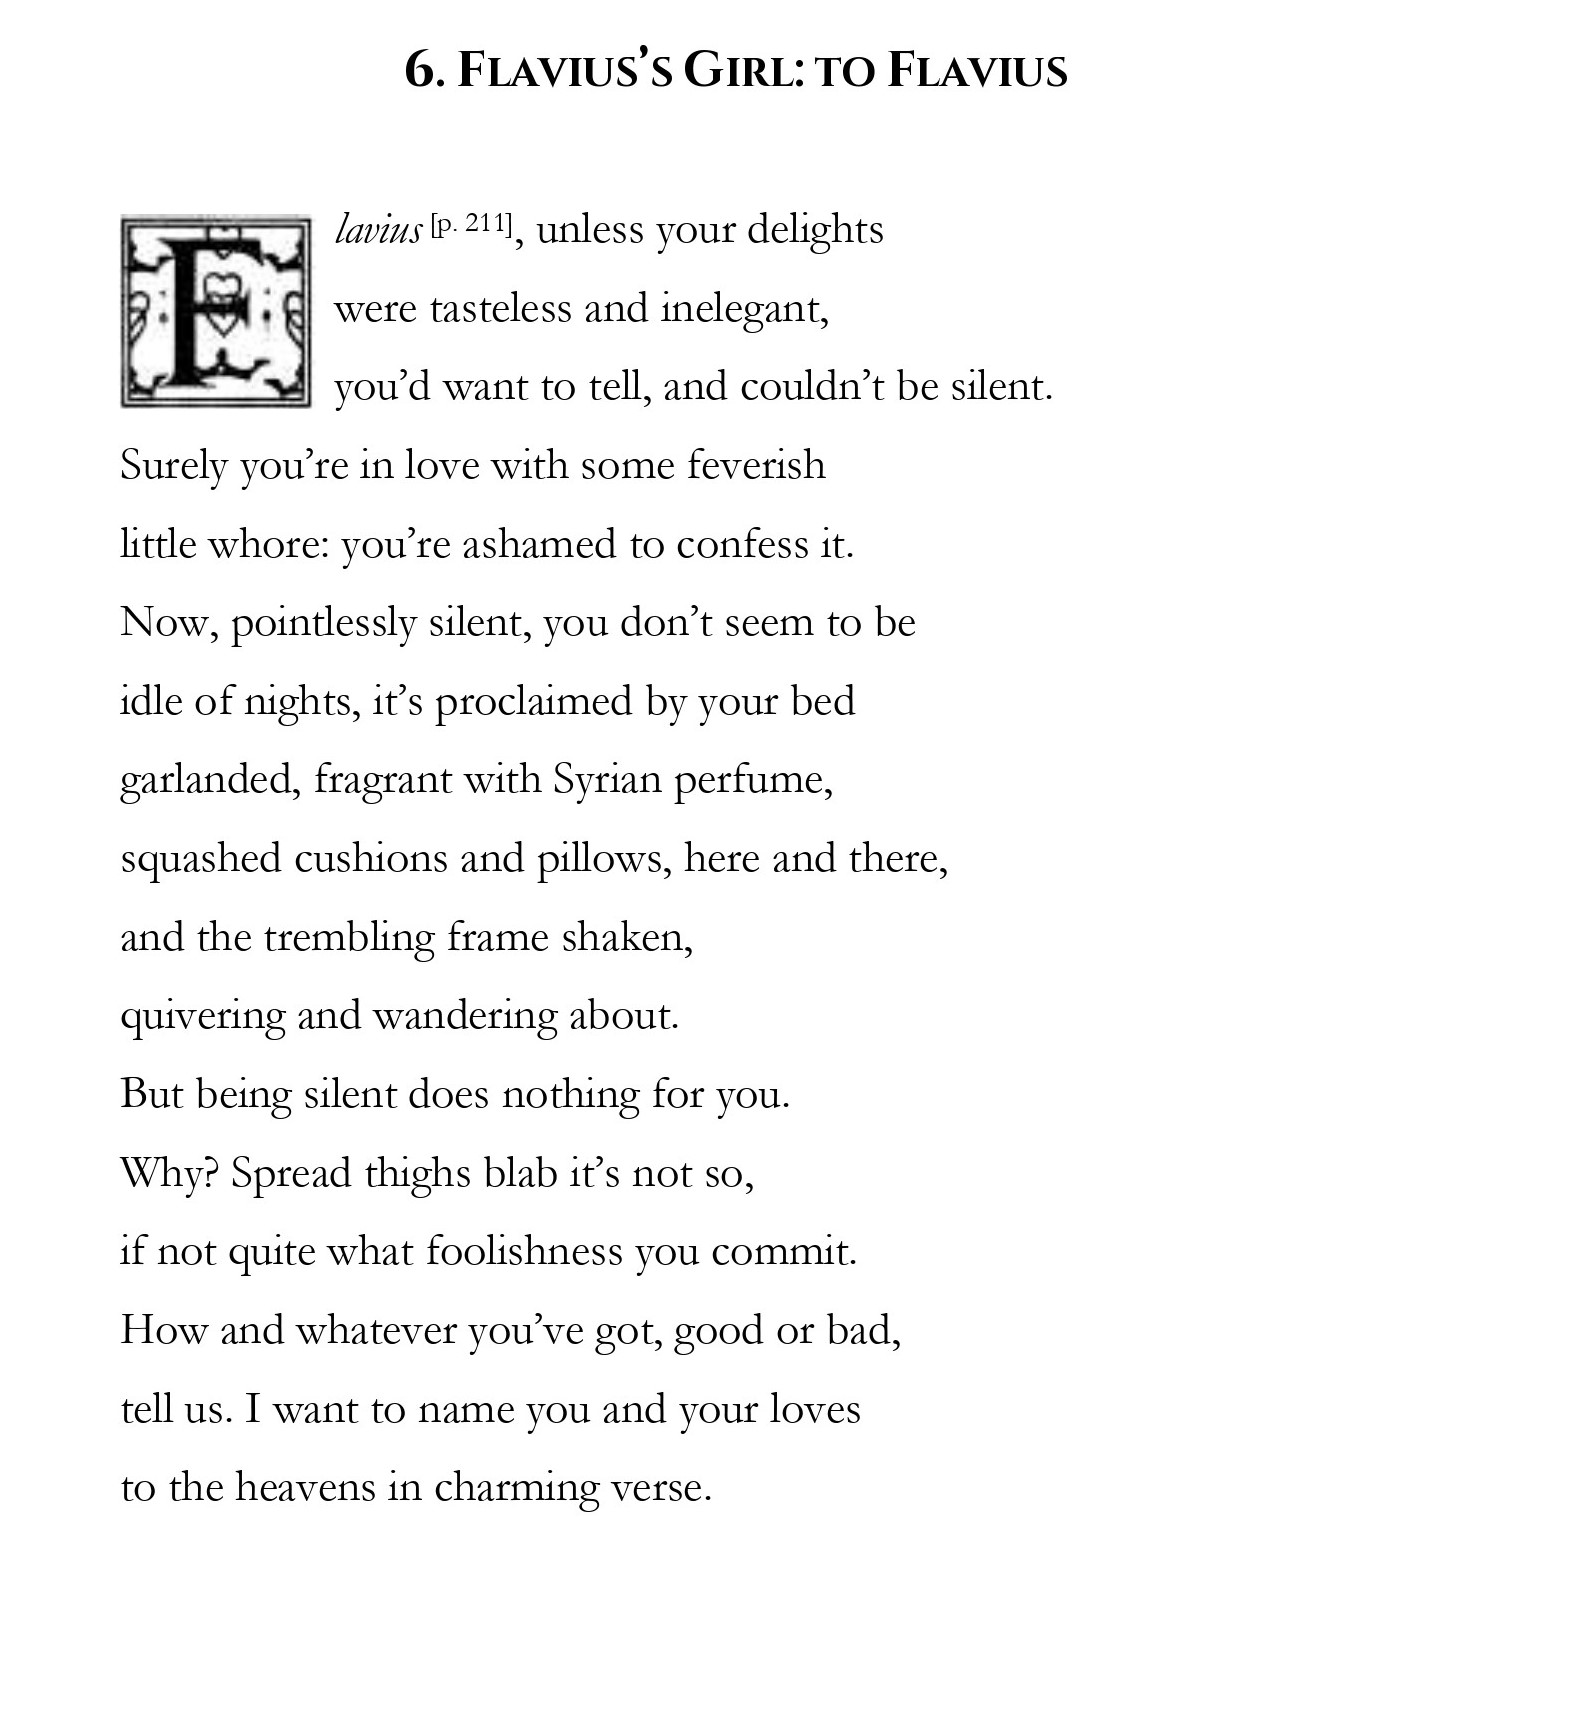 6. FLAVIUS’S GIRL: TO FLAVIUS
Flavius [p. 211], unless your delights
were tasteless and inelegant,
you’d want to tell, and couldn’t be silent.
Surely you’re in love with some feverish
little whore: you’re ashamed to confess it.
Now, pointlessly silent, you don’t seem to be
idle of nights, it’s proclaimed by your bed
garlanded, fragrant with Syrian perfume,
squashed cushions and pillows, here and there,
and the trembling frame shaken,
quivering and wandering about.
But being silent does nothing for you.
Why? Spread thighs blab it’s not so,
if not quite what foolishness you commit.
How and whatever you’ve got, good or bad,
tell us. I want to name you and your loves
to the heavens in charming verse.